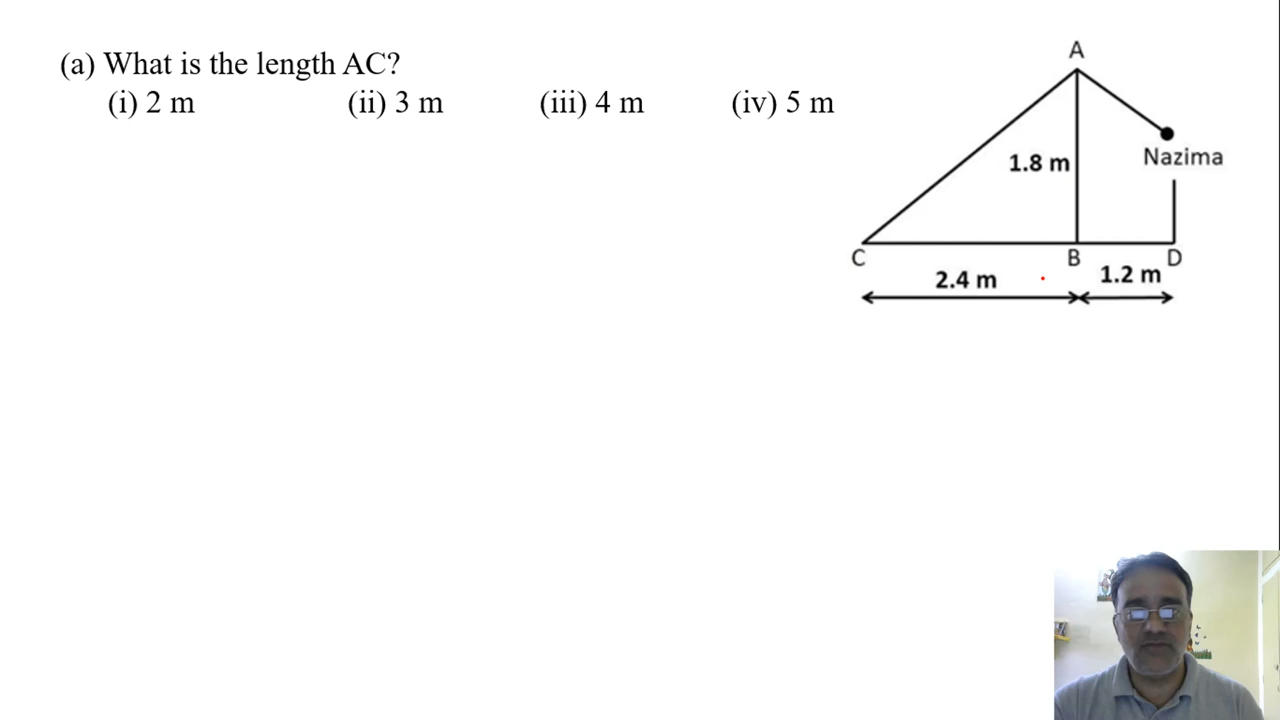 (a) What is the length AC?
(i) 2 m (ii) 3 m (iii) 4 m (iv) 5 m
A
1.8 m
Nazima
C B D
2.4 m 1.2 m